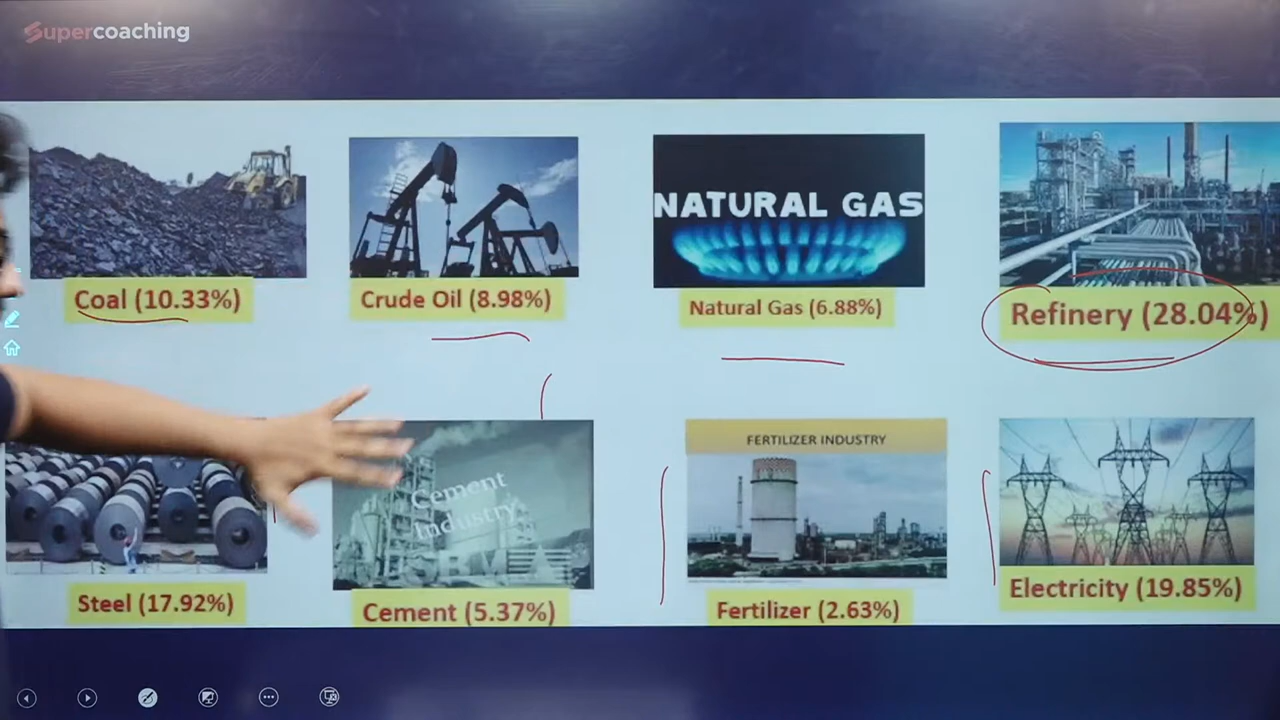 Supercoaching
NATURAL GAS
Coal (10.33%)
Crude Oil (8.98%)
Natural Gas (6.88%)
Refinery (28.04%)
FERTILIZER INDUSTRY
Cement
Industry
Steel (17.92%)
Cement (5.37%)
Fertilizer (2.63%)
Electricity (19.85%)